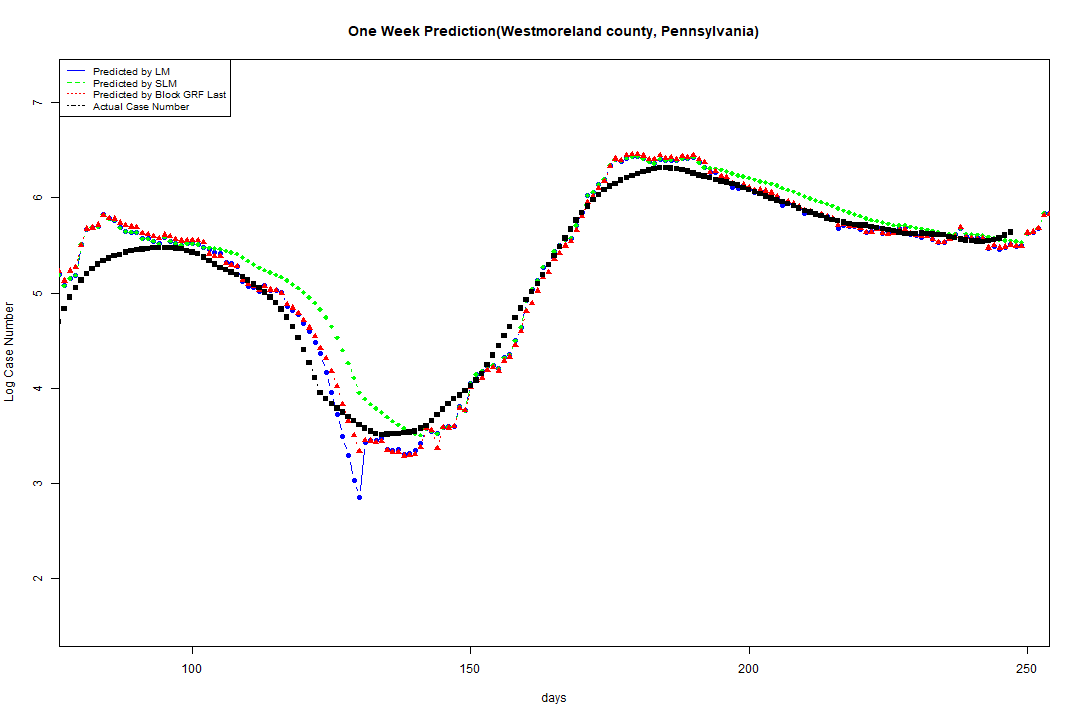 One Week Prediction(Westmoreland county, Pennsylvania)
Predicted by LM
Predicted by SLM
Predicted by Block GRF Last
Actual Case Number
7
6
5
4
3
2
Log Case Number
100 150 200 250
days